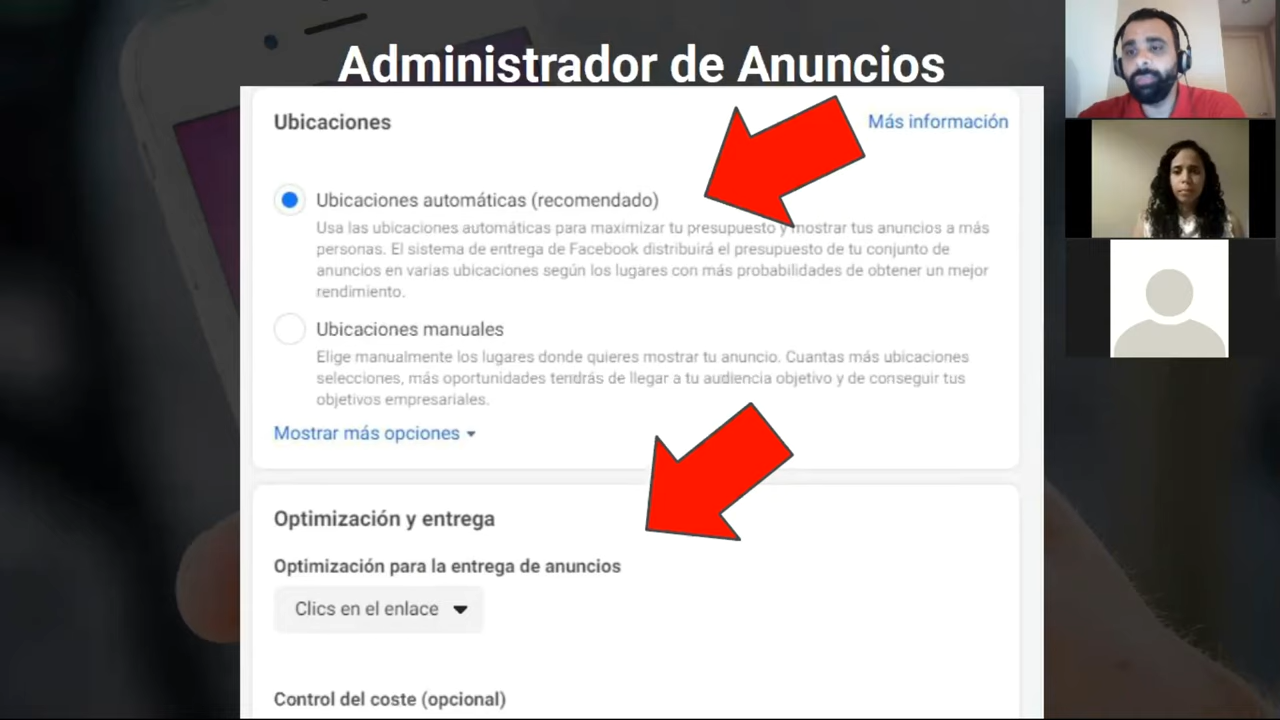 Administrador de Anuncios
Ubicaciones
Más información
Ubicaciones automáticas (recomendado)
Usa las ubicaciones automáticas para maximizar tu presupuesto y mostrar tus anuncios a más
personas. El sistema de entrega de Facebook distribuirá el presupuesto de tu conjunto de
anuncios en varias ubicaciones según los lugares con más probabilidades de obtener un mejor
rendimiento.
Ubicaciones manuales
Elige manualmente los lugares donde quieres mostrar tu anuncio. Cuantas más ubicaciones
selecciones, más oportunidades tendrás de llegar a tu audiencia objetivo y de conseguir tus
objetivos empresariales.
Mostrar más opciones
Optimización y entrega
Optimización para la entrega de anuncios
Clics en el enlace
Control del coste (opcional)